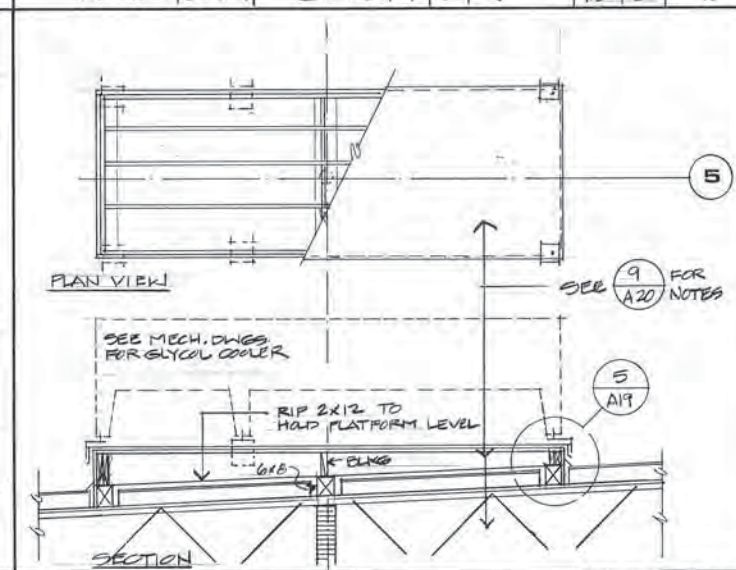 5
PLAN VIEW
SEE 9 A20 FOR NOTES
SEE MECH. DWGS.
FOR GLYCOL COOLER
5
A19
RIP 2X12 TO
HOLD PLATFORM LEVEL
BLKG
6X8
SECTION